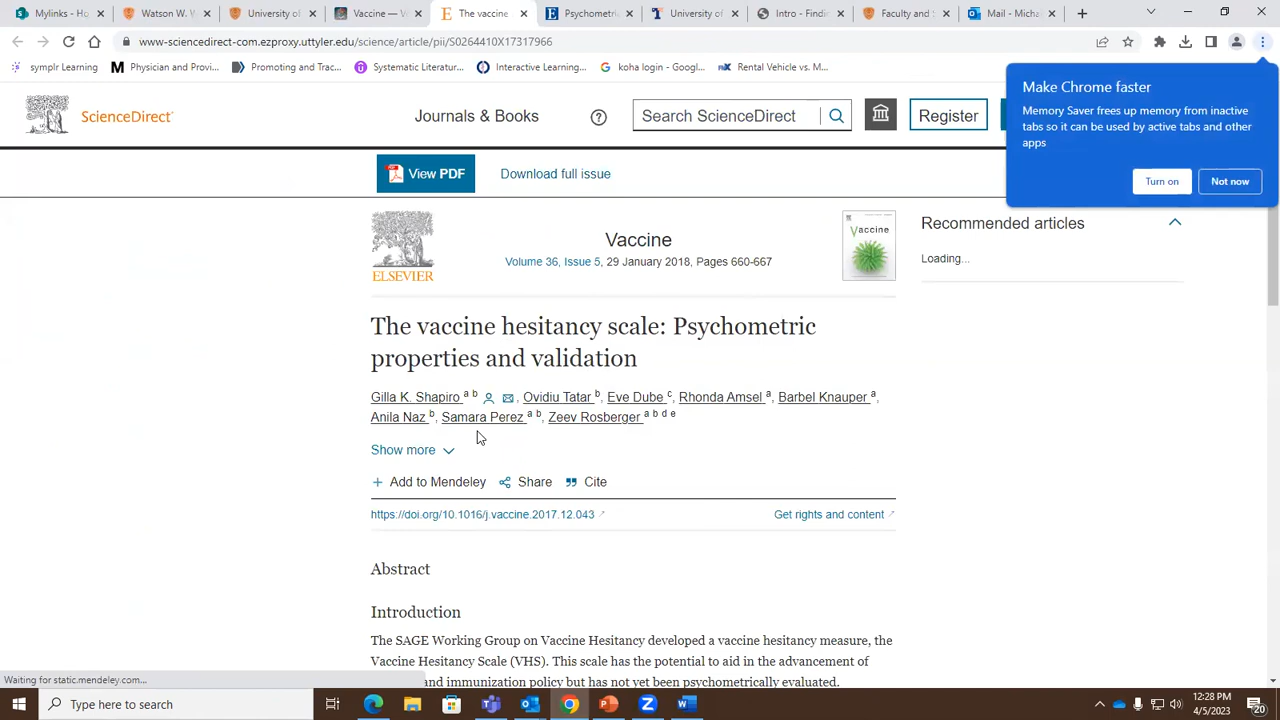 Mylinks - Ho
Watson W. W
University of
Vaccine — Va
The vaccine
Psychometri
University
Intro - Findin
Faculty and S
Mail - Micha
www-sciencedirect-com.ezproxy.uttyler.edu/science/article/pii/S0264410X17317966
symplr Learning
Physician and Provi...
Promoting and Trac...
Systematic Literatur...
Interactive Learning...
koha login - Googl...
Rental Vehicle vs. M...
Make Chrome faster
Memory Saver frees up memory from inactive
tabs so it can be used by active tabs and other
apps
Turn on
Not now
ScienceDirect
Journals & Books
?
Search ScienceDirect
Register
View PDF
Download full issue
ELSEVIER
Vaccine
Volume 36, Issue 5, 29 January 2018, Pages 660-667
Vaccine
Recommended articles
Loading...
The vaccine hesitancy scale: Psychometric
properties and validation
Gilla K. Shapiro a b , Ovidiu Tatar b, Eve Dube c, Rhonda Amsel a, Barbel Knauper a,
Anila Naz b, Samara Perez a b, Zeev Rosberger a b d e
Show more
+ Add to Mendeley Share Cite
https://doi.org/10.1016/j.vaccine.2017.12.043
Get rights and content
Abstract
Introduction
The SAGE Working Group on Vaccine Hesitancy developed a vaccine hesitancy measure, the
Vaccine Hesitancy Scale (VHS). This scale has the potential to aid in the advancement of
and immunization policy but has not yet been psychometrically evaluated.
Waiting for static.mendeley.com...
Type here to search
12:28 PM
4/5/2023
20